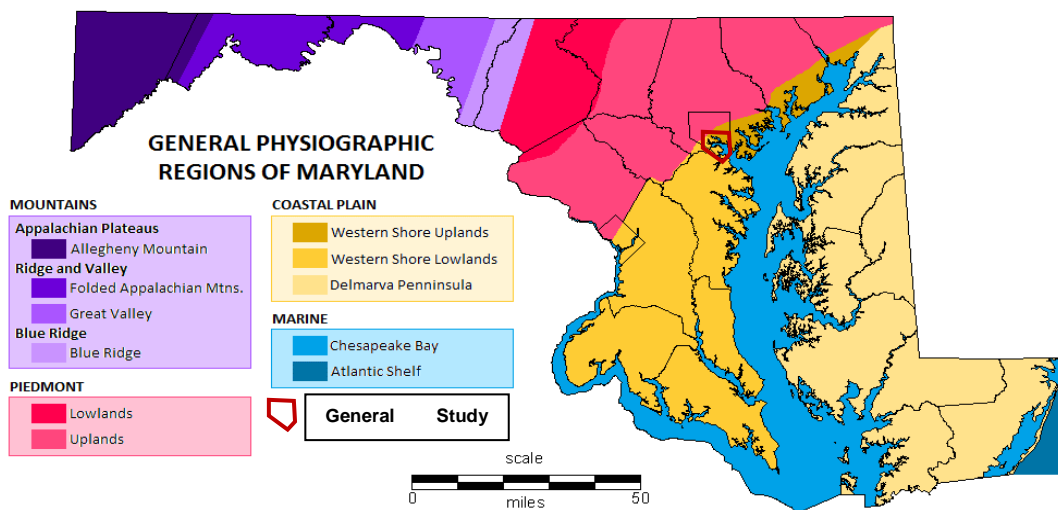 GENERAL PHYSIOGRAPHIC
REGIONS OF MARYLAND
MOUNTAINS
Appalachian Plateaus
Allegheny Mountain
Ridge and Valley
Folded Appalachian Mtns.
Great Valley
Blue Ridge
Blue Ridge
PIEDMONT
Lowlands
Uplands
COASTAL PLAIN
Western Shore Uplands
Western Shore Lowlands
Delmarva Penninsula
MARINE
Chesapeake Bay
Atlantic Shelf
General Study
scale
0 50
miles